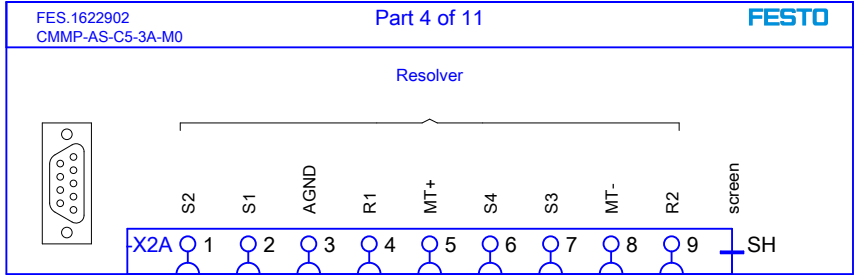 FES.1622902
CMMP-AS-C5-3A-M0
Part 4 of 11
FESTO
Resolver
S2 S1 AGND R1 MT+ S4 S3 MT- R2 screen
-X2A 1 2 3 4 5 6 7 8 9 SH